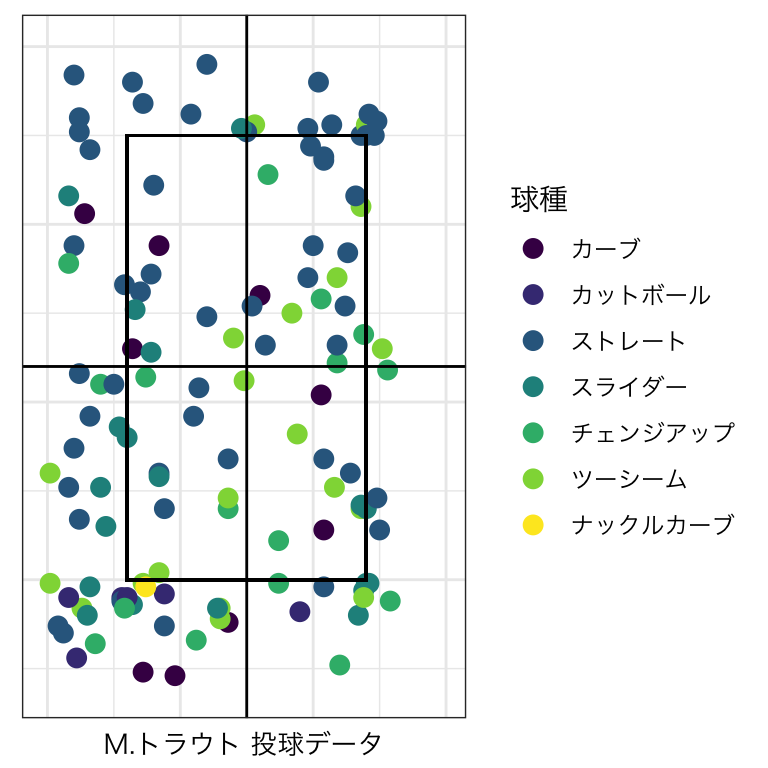 球種
カーブ
カットボール
ストレート
スライダー
チェンジアップ
ツーシーム
ナックルカーブ
M.トラウト 投球データ